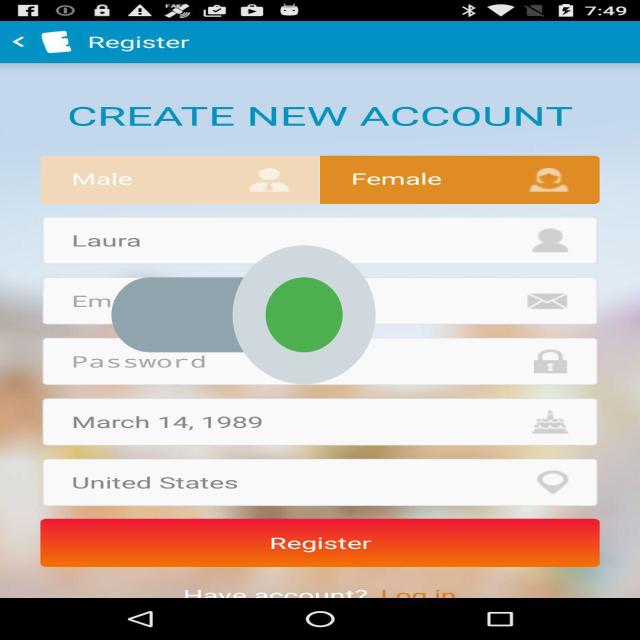 7:49
Register
CREATE NEW ACCOUNT
Male Female
Laura
Em
Password
March 14, 1989
United States
Register
Have account? Log in